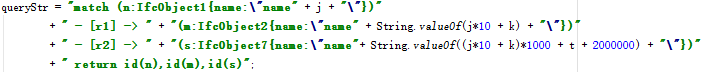 queryStr = "match (n:IfcObject1{name:\"name" + j + "\"})"
+ " - [r1] -> " + "(m:IfcObject2{name:\"name" + String.valueOf(j*10 + k) + "\"})"
+ " - [r2] -> " + "(s:IfcObject7{name:\"name"+ String.valueOf((j*10 + k)*1000 + t + 2000000) + "\"})"
+ " return id(n),id(m),id(s)";